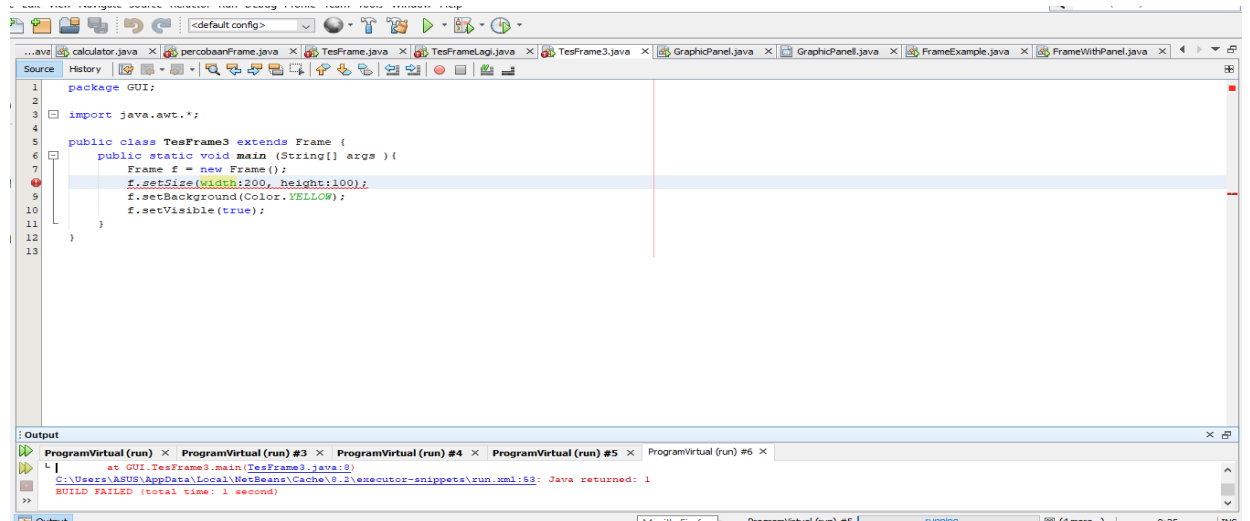 <default config>
...ava calculator.java percobaanFrame.java TesFrame.java TesFrameLagi.java TesFrame3.java GraphicPanel.java GraphicPanell.java FrameExample.java FrameWithPanel.java
Source History
1 package GUI;
2
3 import java.awt.*;
4
5 public class TesFrame3 extends Frame {
6 public static void main (String[] args ){
7 Frame f = new Frame();
f.setSize(width:200, height:100);
9 f.setBackground(Color.YELLOW);
10 f.setVisible(true);
11 }
12 }
13
Output
ProgramVirtual (run) ProgramVirtual (run) #3 ProgramVirtual (run) #4 ProgramVirtual (run) #5 ProgramVirtual (run) #6
at GUI.TesFrame3.main(TesFrame3.java:8)
C:\Users\ASUS\AppData\Local\NetBeans\Cache\8.2\executor-snippets\run.xml:53: Java returned: 1
BUILD FAILED (total time: 1 second)